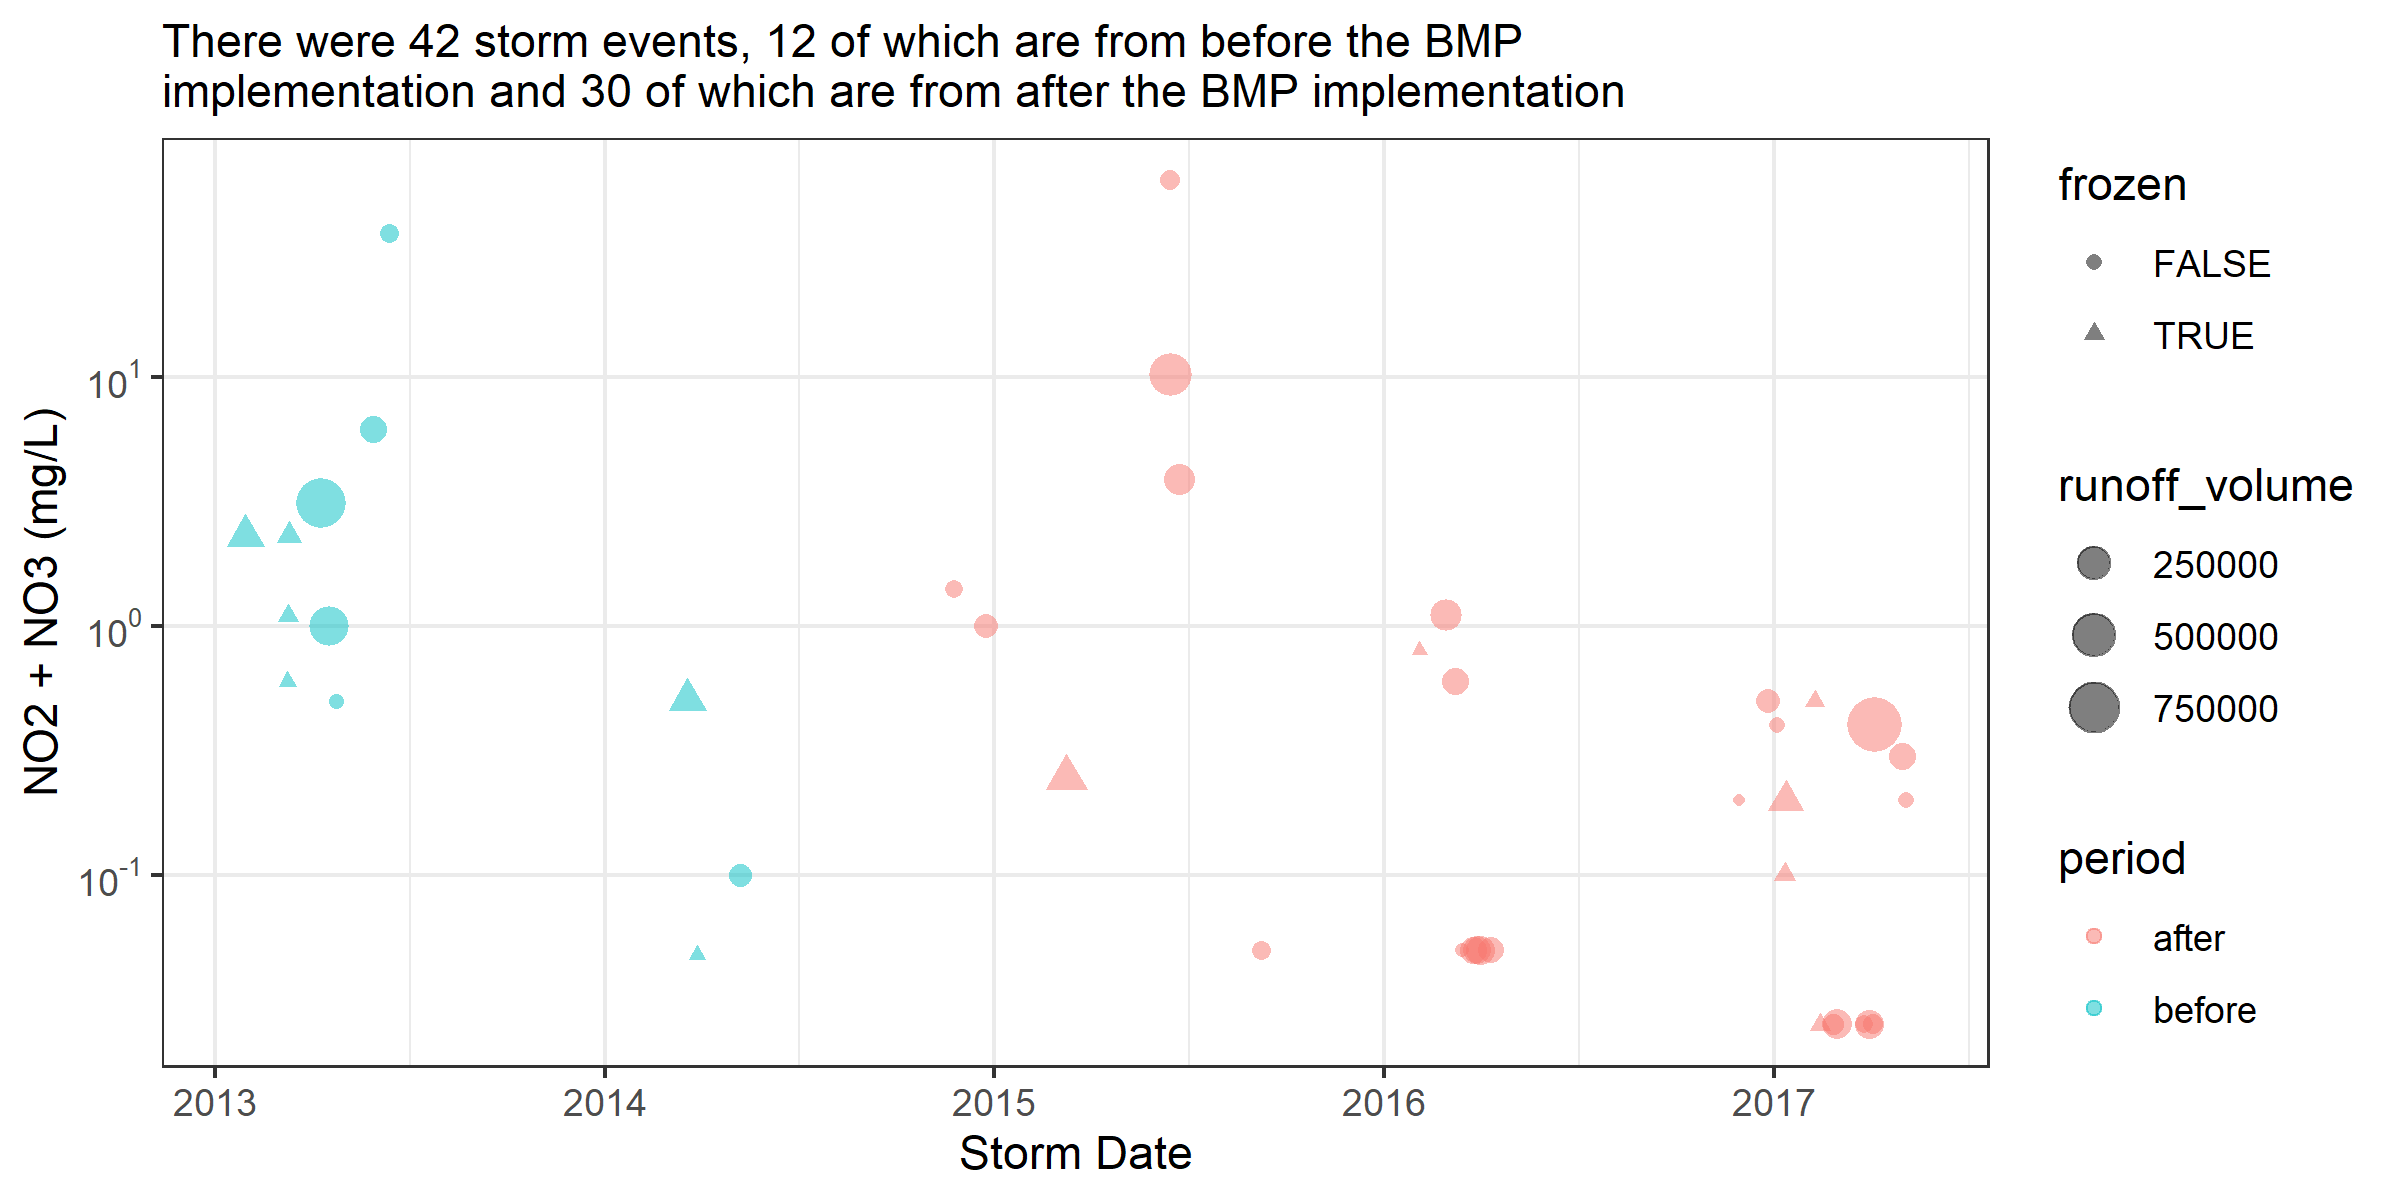 There were 42 storm events, 12 of which are from before the BMP
implementation and 30 of which are from after the BMP implementation
NO2 + NO3 (mg/L)
10¹
10⁰
10⁻¹
2013 2014 2015 2016 2017
Storm Date
frozen
FALSE
TRUE
runoff_volume
250000
500000
750000
period
after
before